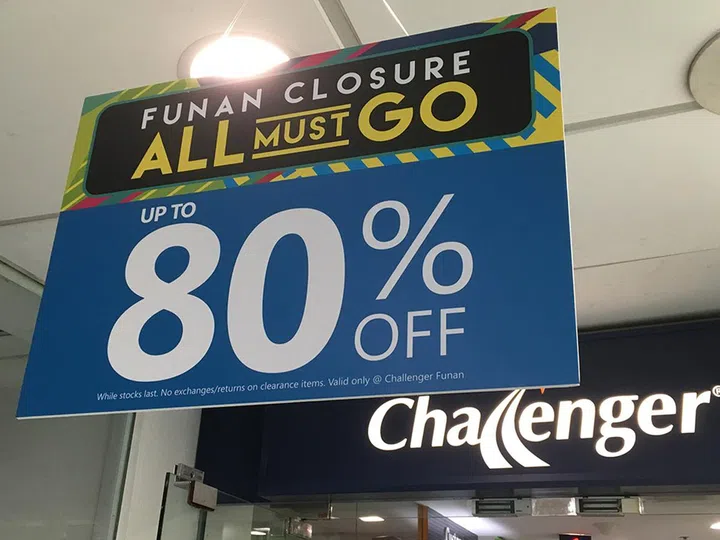 FUNAN CLOSURE
ALL MUST GO
UP TO
80%
OFF
While stocks last. No exchanges/returns on clearance items. Valid only @ Challenger Funan
Challenger®